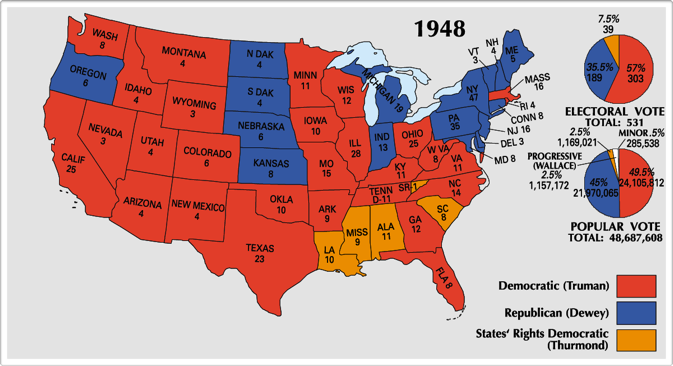 1948
WASH
8
OREGON
6
CALIF
25
NEVADA
3
IDAHO
4
MONTANA
4
WYOMING
3
UTAH
4
COLORADO
6
ARIZONA
4
NEW MEXICO
4
N DAK
4
S DAK
4
NEBRASKA
6
KANSAS
8
OKLA
10
TEXAS
23
MINN
11
IOWA
10
MO
15
ARK
9
LA
10
WIS
12
ILL
28
MICHIGAN 19
IND
13
OHIO
25
KY
11
TENN
D-11
SR-1
MISS
9
ALA
11
GA
12
FLA 8
SC
8
NC
14
VA
11
W VA
8
PA
35
NY
47
VT
3
NH
4
ME
5
MASS
16
RI 4
CONN 8
NJ 16
DEL 3
MD 8
7.5%
39
35.5%
189
57%
303
ELECTORAL VOTE
TOTAL: 531
2.5%
1,169,021
MINOR .5%
285,538
PROGRESSIVE
(WALLACE)
2.5%
1,157,172
45%
21,970,065
49.5%
24,105,812
POPULAR VOTE
TOTAL: 48,687,608
Democratic (Truman)
Republican (Dewey)
States' Rights Democratic
(Thurmond)